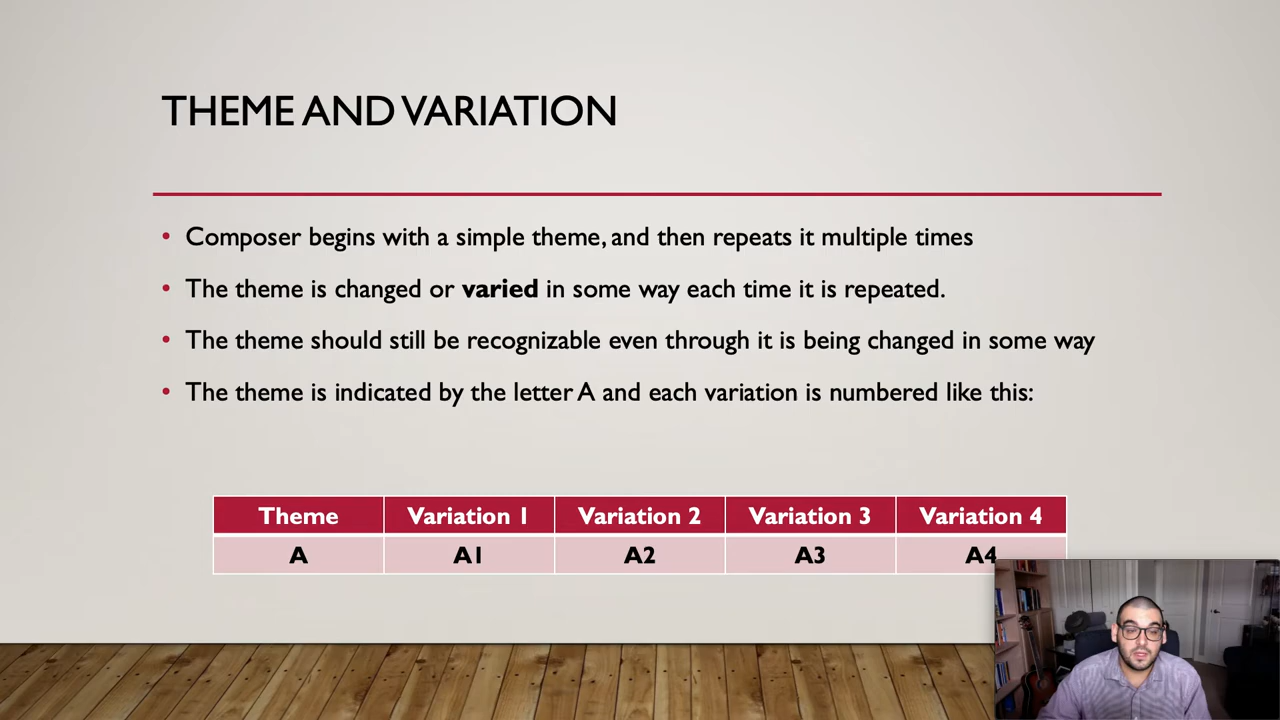 THEME AND VARIATION
• Composer begins with a simple theme, and then repeats it multiple times
• The theme is changed or varied in some way each time it is repeated.
• The theme should still be recognizable even through it is being changed in some way
• The theme is indicated by the letter A and each variation is numbered like this:
Theme Variation 1 Variation 2 Variation 3 Variation 4
A A1 A2 A3 A4